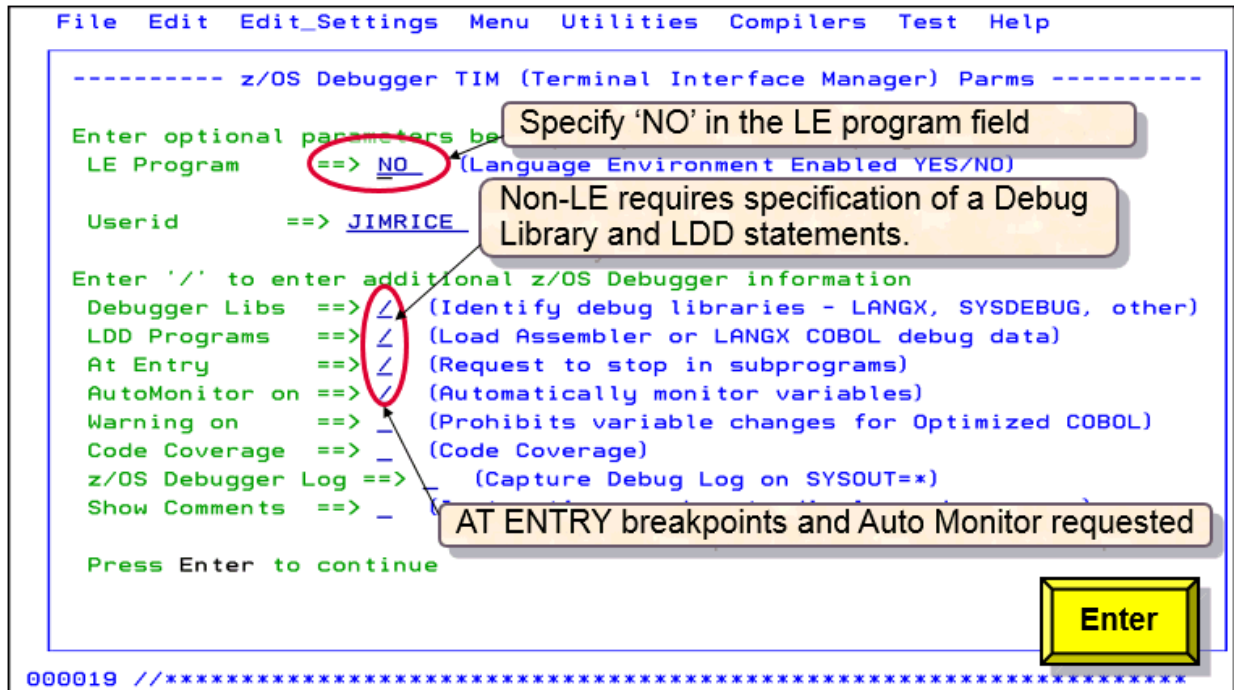 File Edit Edit_Settings Menu Utilities Compilers Test Help
---------- z/OS Debugger TIM (Terminal Interface Manager) Parms ----------
Specify 'NO' in the LE program field
Enter optional parameters be
LE Program ==> NO (Language Environment Enabled YES/NO)
Non-LE requires specification of a Debug
Library and LDD statements.
Userid ==> JIMRICE
Enter '/' to enter additional z/OS Debugger information
Debugger Libs ==> / (Identify debug libraries - LANGX, SYSDEBUG, other)
LDD Programs ==> / (Load Assembler or LANGX COBOL debug data)
At Entry ==> / (Request to stop in subprograms)
AutoMonitor on ==> / (Automatically monitor variables)
Warning on ==> _ (Prohibits variable changes for Optimized COBOL)
Code Coverage ==> _ (Code Coverage)
z/OS Debugger Log ==> _ (Capture Debug Log on SYSOUT=*)
Show Comments ==> _
AT ENTRY breakpoints and Auto Monitor requested
Press Enter to continue
Enter
000019 //*******************************************************************